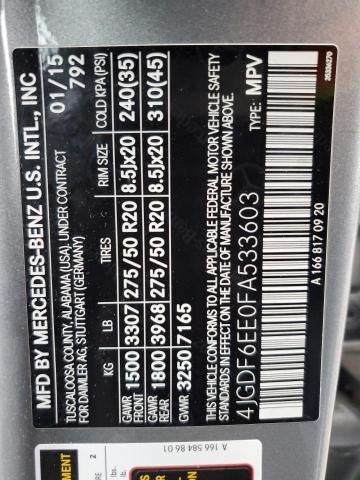 MFD BY MERCEDES-BENZ U.S. INTL., INC
TUSCALOOSA COUNTY, ALABAMA (USA), UNDER CONTRACT 01/15
FOR DAIMLER AG, STUTTGART (GERMANY) 792
KG LB TIRES RIM SIZE COLD KPA (PSI)
GAWR FRONT 1500 3307 275/50 R20 8.5Jx20 240(35)
GAWR REAR 1800 3968 275/50 R20 8.5Jx20 310(45)
GVWR 3250 7165
THIS VEHICLE CONFORMS TO ALL APPLICABLE FEDERAL MOTOR VEHICLE SAFETY
STANDARDS IN EFFECT ON THE DATE OF MANUFACTURE SHOWN ABOVE.
VEHICLE CERTIFICATION TYPE: MPV
4JGDF6EE0FA533603
A 166 817 09 20
A 166 584 86 01
2
lbs.